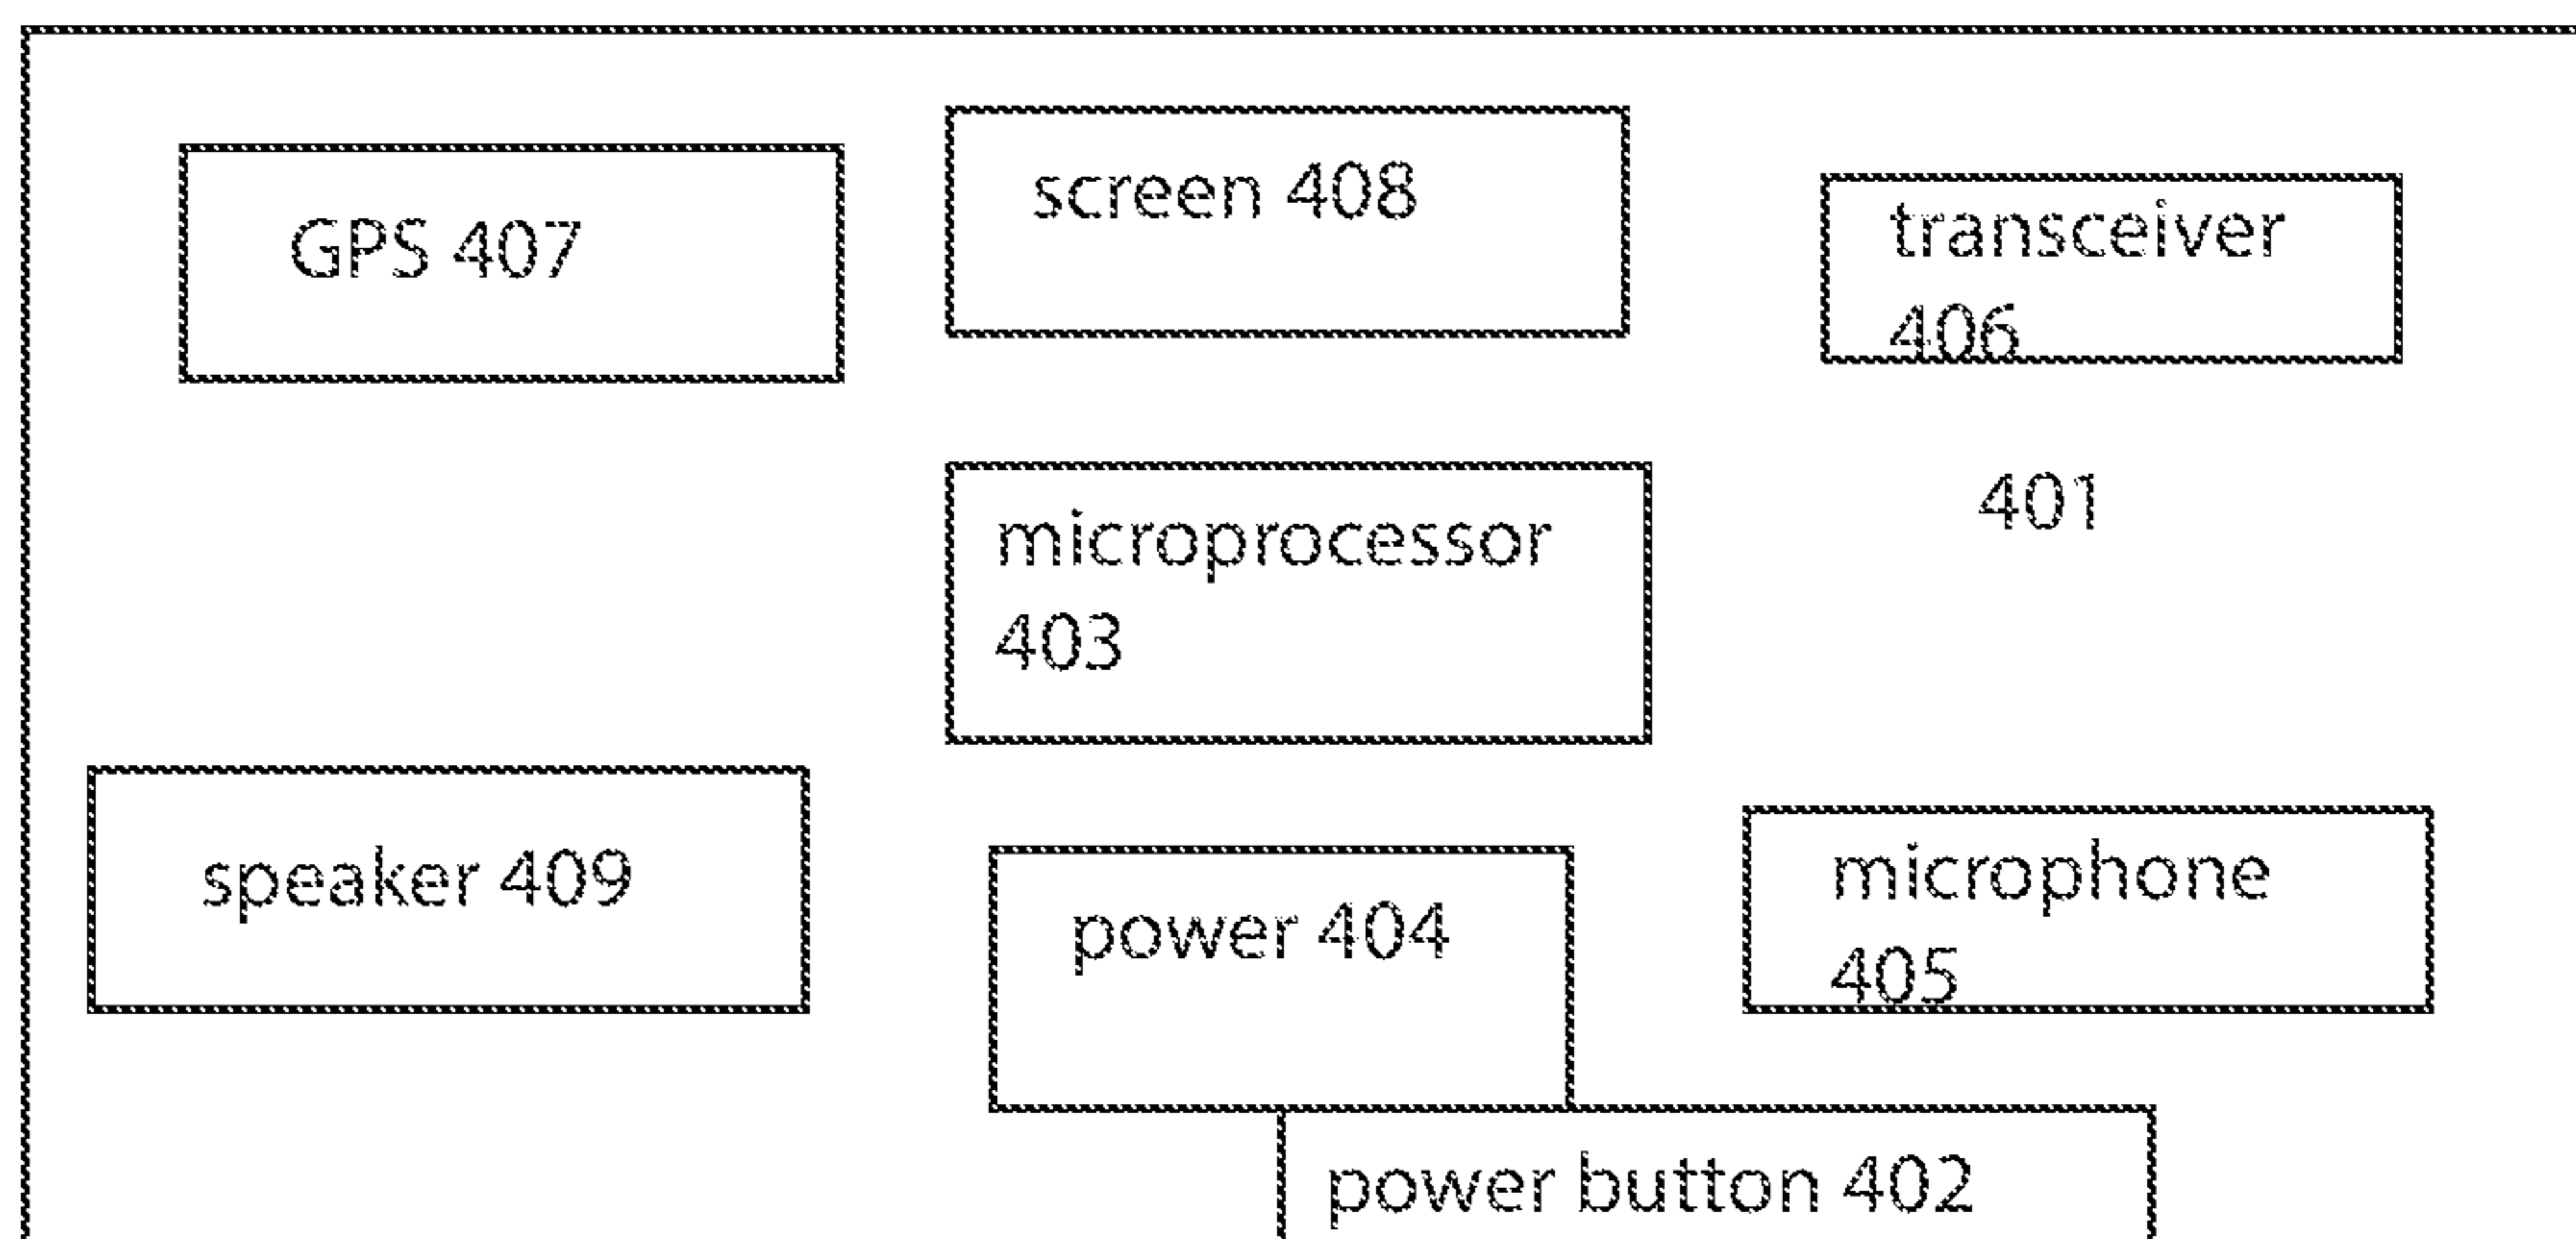 GPS 407
screen 408
transceiver
406
401
microprocessor
403
speaker 409
power 404
microphone
405
power button 402